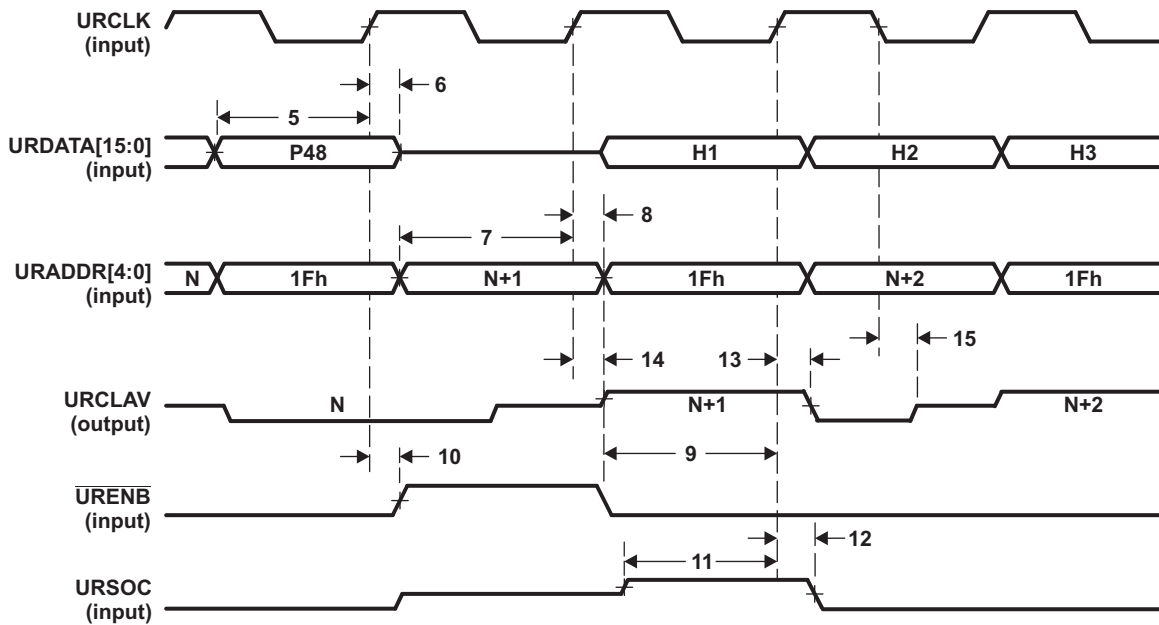 URCLK
(input)
6
5
URDATA[15:0]
(input)
P48
H1
H2
H3
8
7
URADDR[4:0]
(input)
N
1Fh
N+1
1Fh
N+2
1Fh
14
13
15
URCLAV
(output)
N
N+1
N+2
9
10
URENB
(input)
12
11
URSOC
(input)